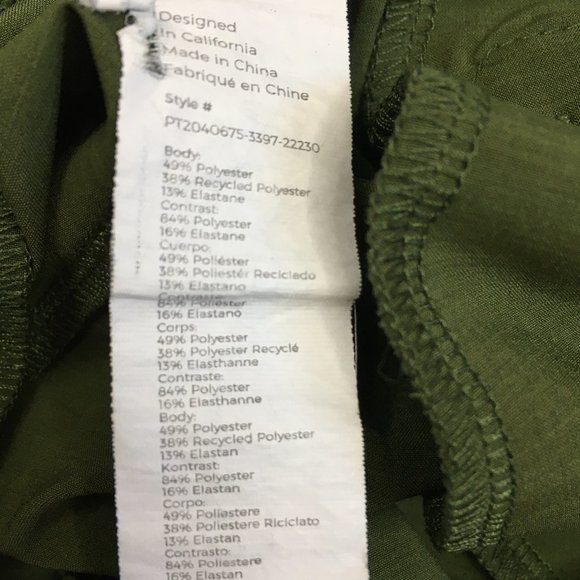 Designed
In California
Made in China
Fabriqué en Chine
Style #
PT2040675-3397-22230
Body:
49% Polyester
38% Recycled Polyester
13% Elastane
Contrast:
84% Polyester
16% Elastane
Cuerpo:
49% Poliéster
38% Poliestér Reciclado
13% Elastano
Contraste:
84% Poliéster
16% Elastano
Corps:
49% Polyester
38% Polyester Recyclé
13% Elasthanne
Contraste:
84% Polyester
16% Elasthanne
Body:
49% Polyester
38% Recycled Polyester
13% Elastan
Kontrast:
84% Polyester
16% Elastan
Corpo:
49% Poliestere
38% Poliestere Riciclato
13% Elastan
Contrasto:
84% Poliestere
16% Elastan